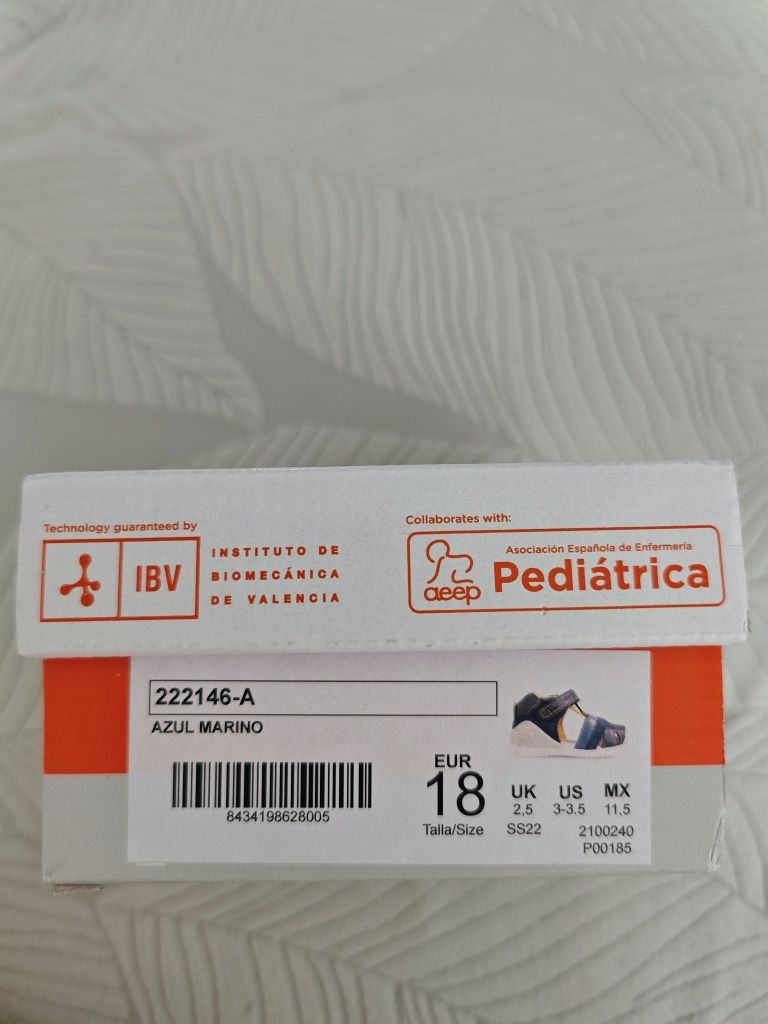 Technology guaranteed by
IBV
INSTITUTO DE
BIOMECÁNICA
DE VALENCIA
Collaborates with:
aeep
Asociación Española de Enfermería
Pediátrica
222146-A
AZUL MARINO
8434198628005
EUR
18
Talla/Size
UK US MX
2,5 3-3.5 11,5
SS22 2100240
P00185